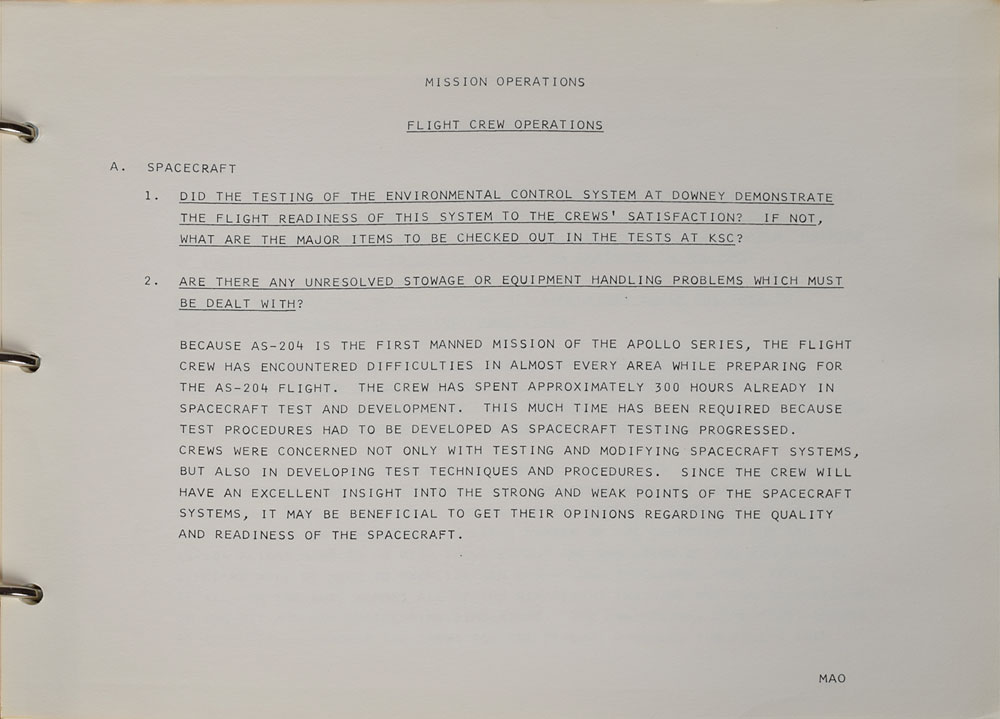 MISSION OPERATIONS
FLIGHT CREW OPERATIONS
A. SPACECRAFT
1. DID THE TESTING OF THE ENVIRONMENTAL CONTROL SYSTEM AT DOWNEY DEMONSTRATE
THE FLIGHT READINESS OF THIS SYSTEM TO THE CREWS' SATISFACTION? IF NOT,
WHAT ARE THE MAJOR ITEMS TO BE CHECKED OUT IN THE TESTS AT KSC?
2. ARE THERE ANY UNRESOLVED STOWAGE OR EQUIPMENT HANDLING PROBLEMS WHICH MUST
BE DEALT WITH?
BECAUSE AS-204 IS THE FIRST MANNED MISSION OF THE APOLLO SERIES, THE FLIGHT
CREW HAS ENCOUNTERED DIFFICULTIES IN ALMOST EVERY AREA WHILE PREPARING FOR
THE AS-204 FLIGHT. THE CREW HAS SPENT APPROXIMATELY 300 HOURS ALREADY IN
SPACECRAFT TEST AND DEVELOPMENT. THIS MUCH TIME HAS BEEN REQUIRED BECAUSE
TEST PROCEDURES HAD TO BE DEVELOPED AS SPACECRAFT TESTING PROGRESSED.
CREWS WERE CONCERNED NOT ONLY WITH TESTING AND MODIFYING SPACECRAFT SYSTEMS,
BUT ALSO IN DEVELOPING TEST TECHNIQUES AND PROCEDURES. SINCE THE CREW WILL
HAVE AN EXCELLENT INSIGHT INTO THE STRONG AND WEAK POINTS OF THE SPACECRAFT
SYSTEMS, IT MAY BE BENEFICIAL TO GET THEIR OPINIONS REGARDING THE QUALITY
AND READINESS OF THE SPACECRAFT.
MAO